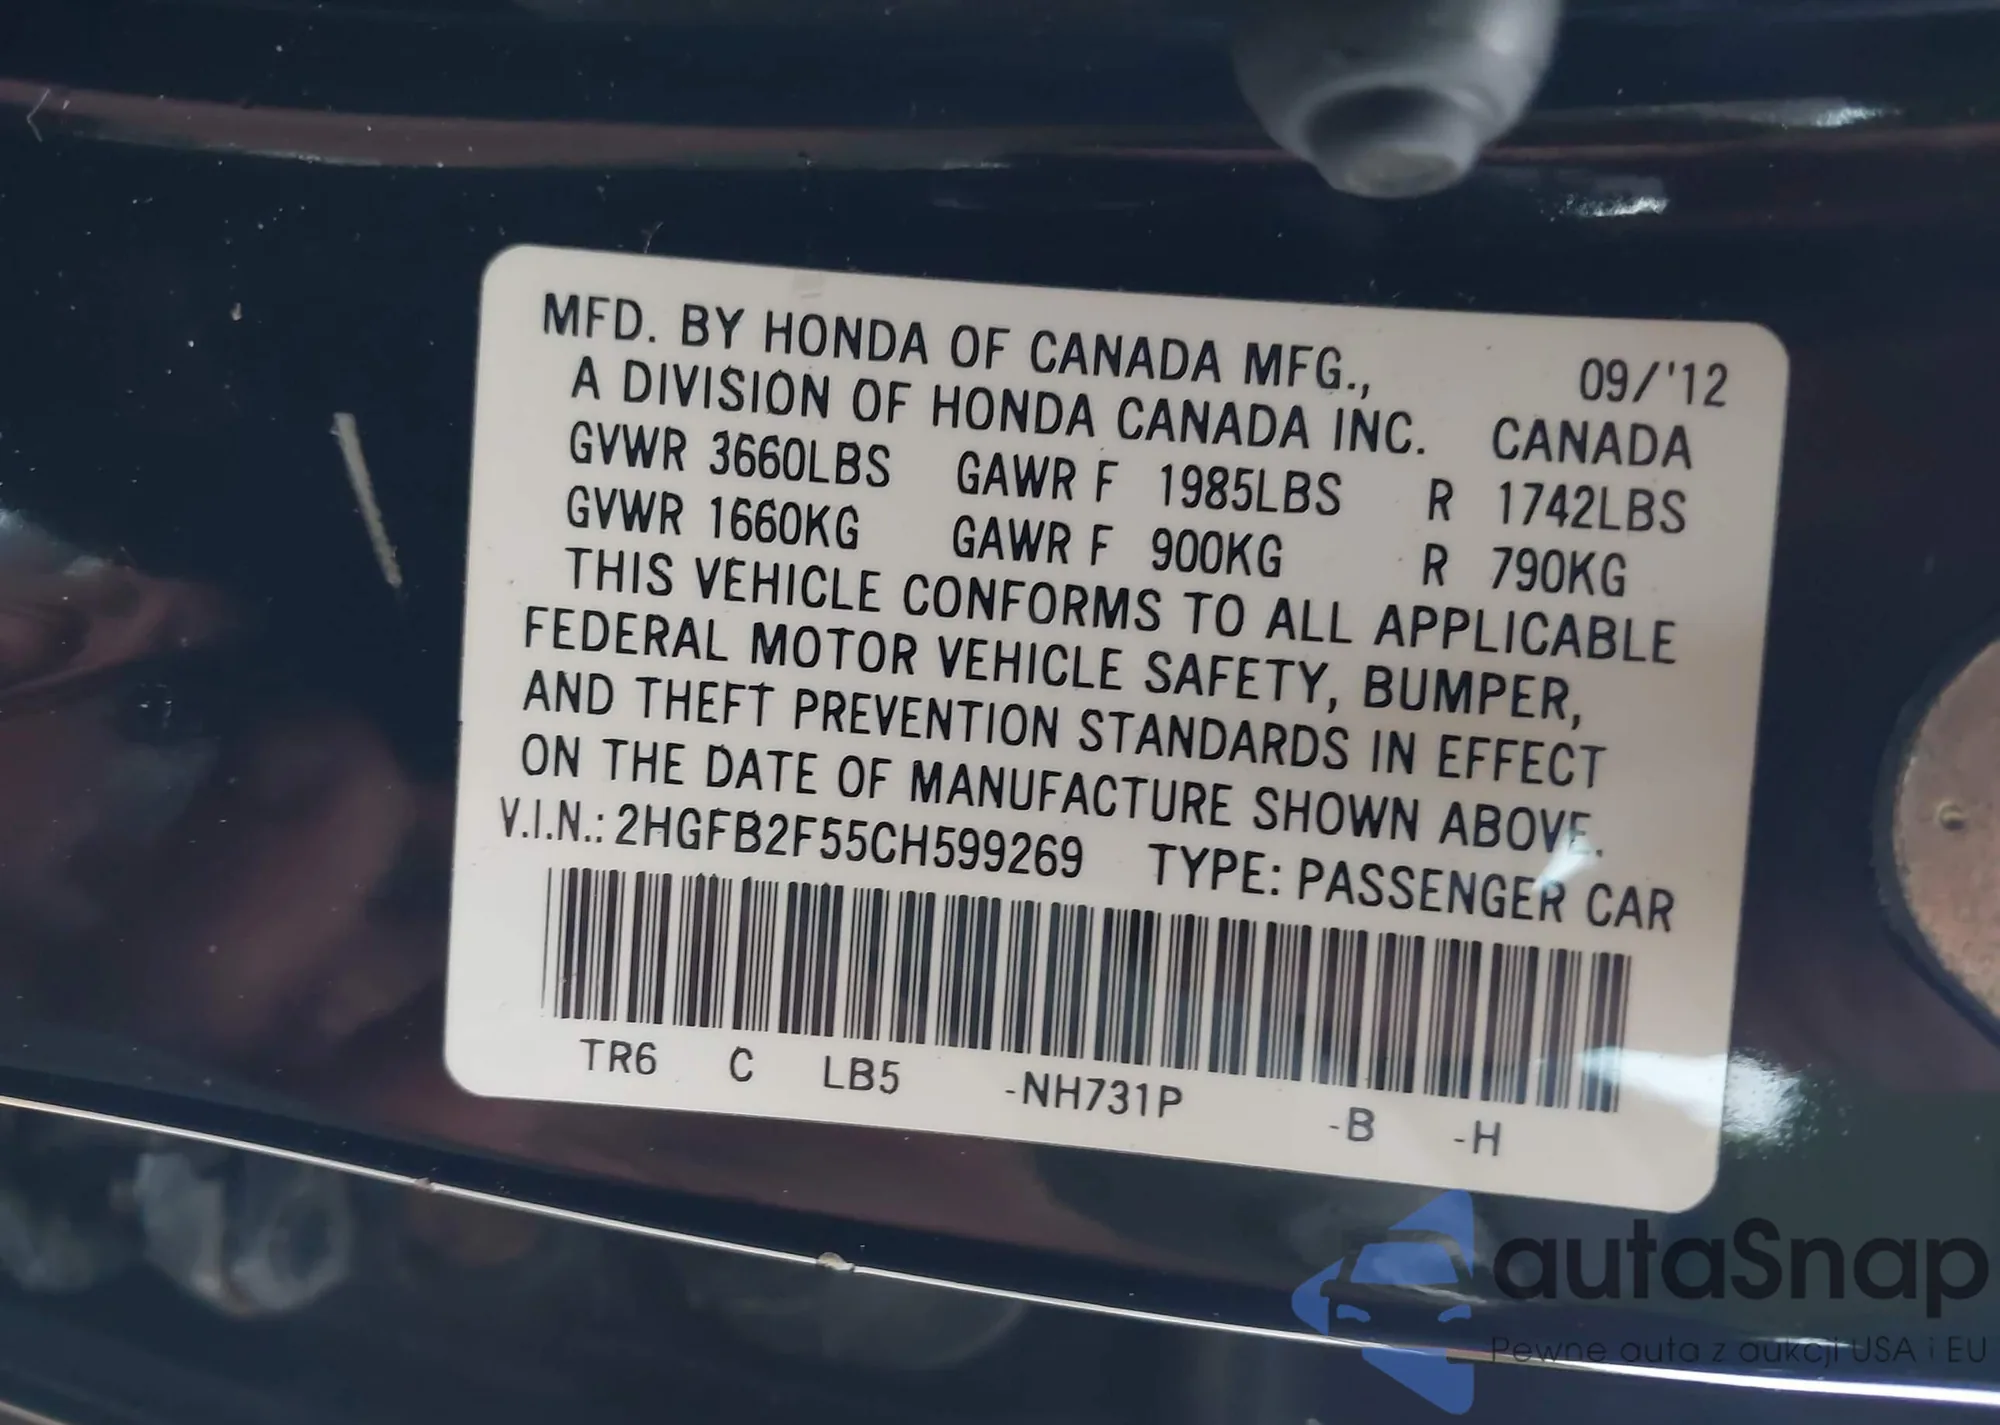 MFD. BY HONDA OF CANADA MFG., 09/'12
A DIVISION OF HONDA CANADA INC. CANADA
GVWR 3660LBS GAWR F 1985LBS R 1742LBS
GVWR 1660KG GAWR F 900KG R 790KG
THIS VEHICLE CONFORMS TO ALL APPLICABLE
FEDERAL MOTOR VEHICLE SAFETY, BUMPER,
AND THEFT PREVENTION STANDARDS IN EFFECT
ON THE DATE OF MANUFACTURE SHOWN ABOVE.
V.I.N.: 2HGFB2F55CH599269 TYPE: PASSENGER CAR
TR6 C LB5 -NH731P -B -H
autaSnap
Pewne auta z aukcji USA i EU